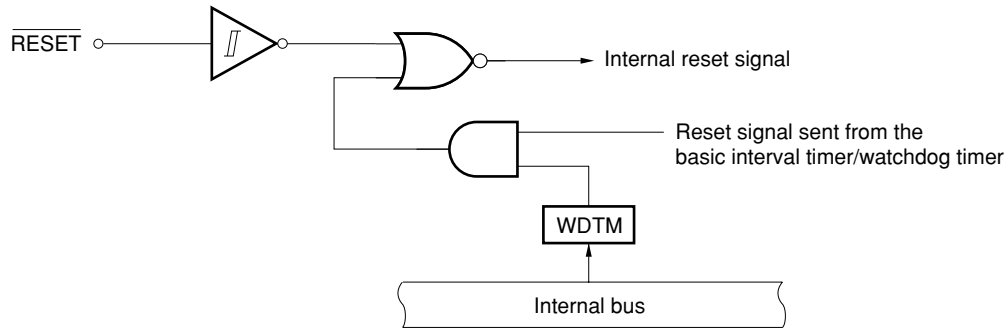 RESET
Internal reset signal
Reset signal sent from the
basic interval timer/watchdog timer
WDTM
Internal bus